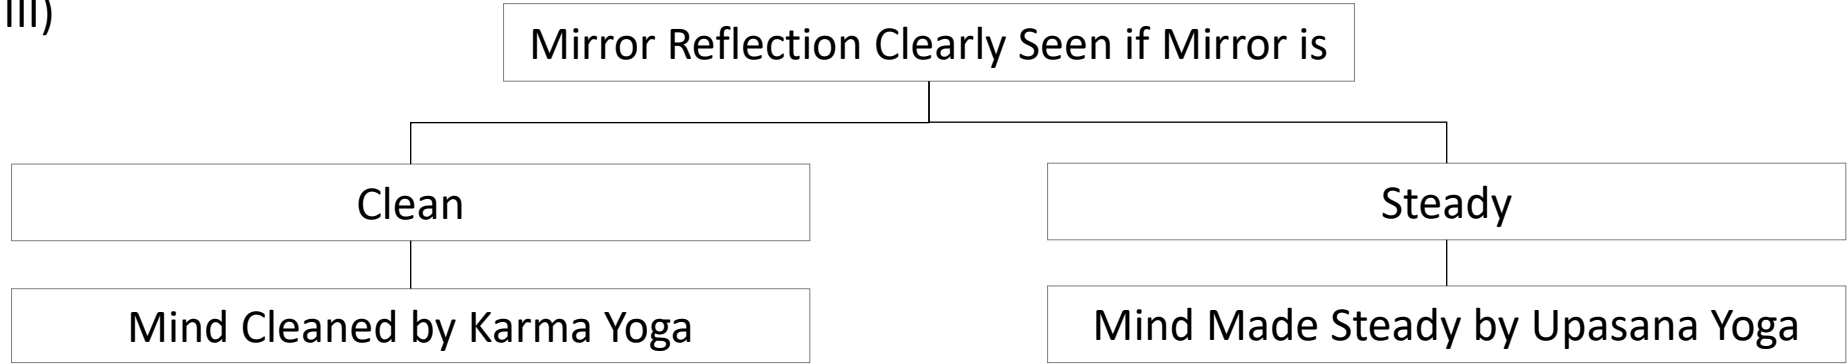 III)
Mirror Reflection Clearly Seen if Mirror is
Clean
Steady
Mind Cleaned by Karma Yoga
Mind Made Steady by Upasana Yoga